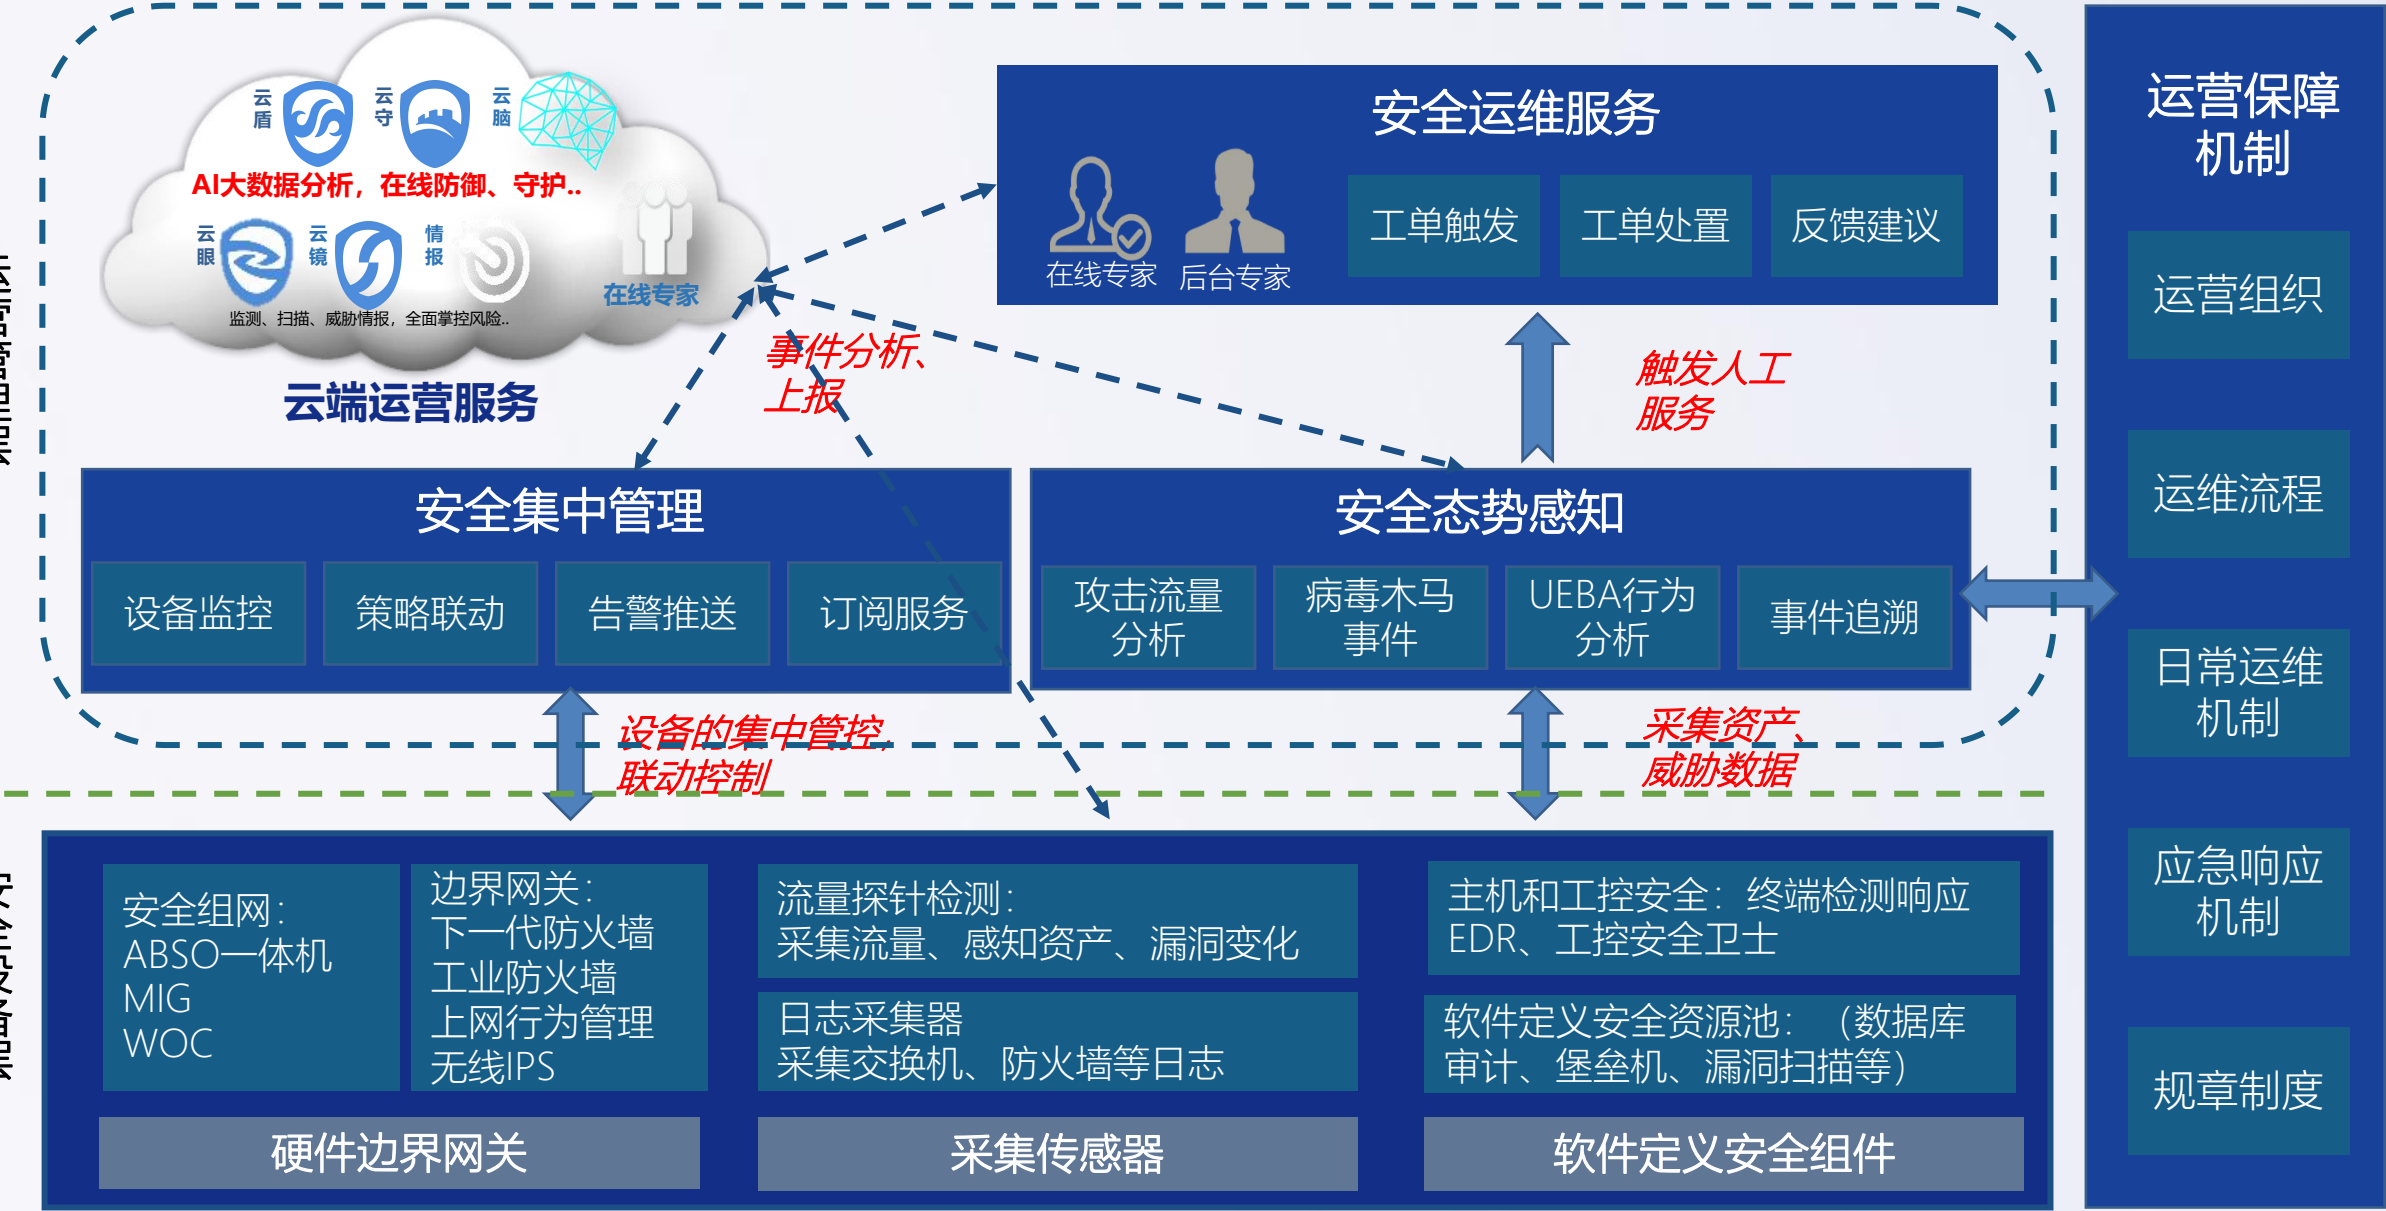 云盾
云守
云脑
AI大数据分析，在线防御、守护..
云眼
云镜
情报
在线专家
监测、扫描、威胁情报，全面掌控风险..
云端运营服务
安全运维服务
在线专家
后台专家
工单触发
工单处置
反馈建议
事件分析、
上报
触发人工
服务
安全集中管理
设备监控
策略联动
告警推送
订阅服务
安全态势感知
攻击流量
分析
病毒木马
事件
UEBA行为
分析
事件追溯
设备的集中管控，
联动控制
采集资产、
威胁数据
安全组网：
ABSO一体机
MIG
WOC
边界网关：
下一代防火墙
工业防火墙
上网行为管理
无线IPS
硬件边界网关
流量探针检测：
采集流量、感知资产、漏洞变化
日志采集器
采集交换机、防火墙等日志
采集传感器
主机和工控安全：终端检测响应
EDR、工控安全卫士
软件定义安全资源池：（数据库
审计、堡垒机、漏洞扫描等）
软件定义安全组件
运营保障
机制
运营组织
运维流程
日常运维
机制
应急响应
机制
规章制度